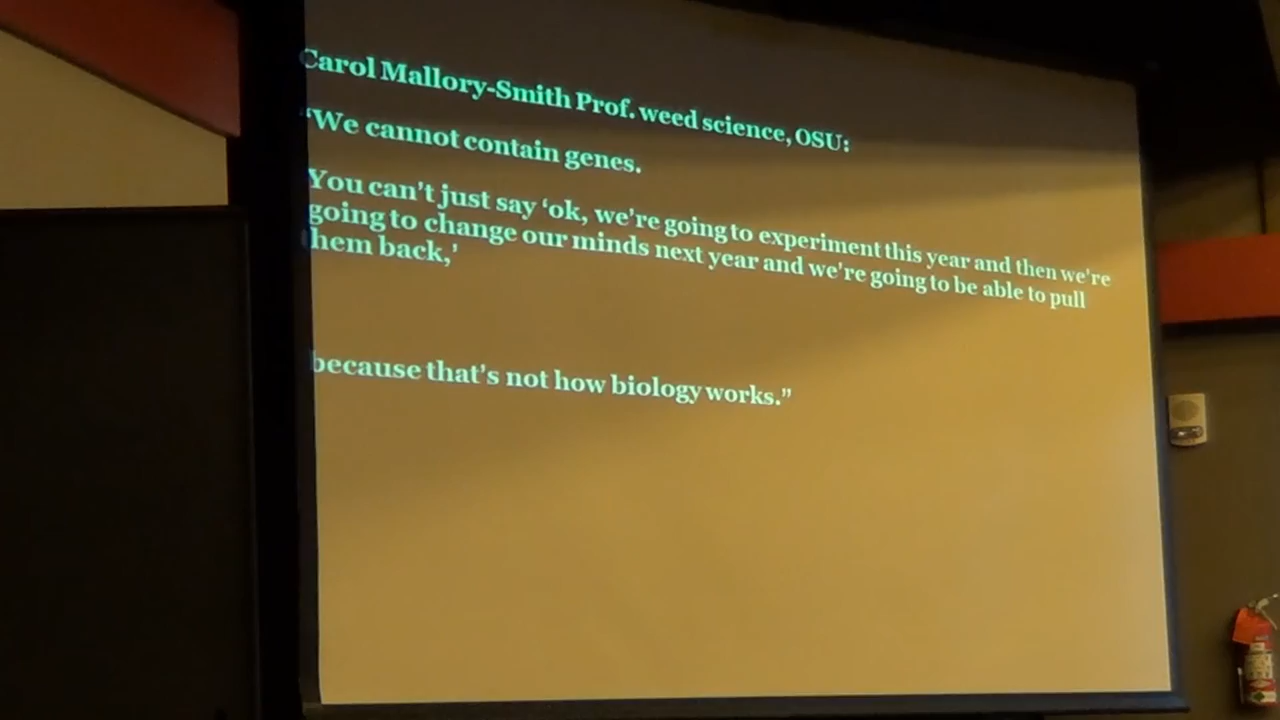 Carol Mallory-Smith Prof. weed science, OSU:
“We cannot contain genes.
You can't just say ‘ok, we're going to experiment this year and then we're
going to change our minds next year and we're going to be able to pull
them back,’
because that's not how biology works.”